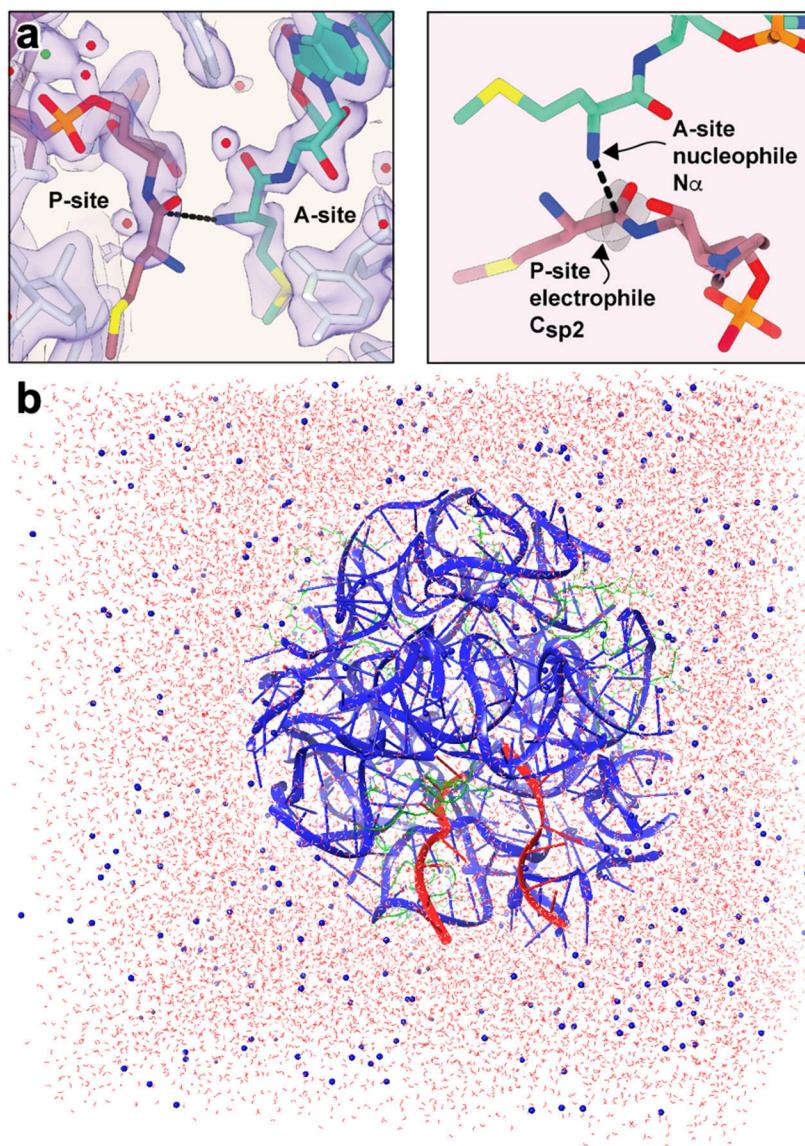 a
P-site
A-site
A-site
nucleophile
Nα
P-site
electrophile
Csp2
b